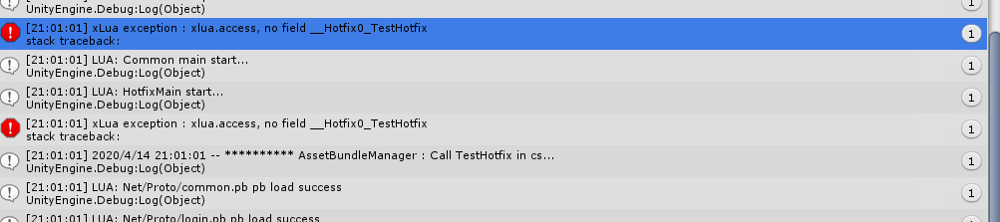 UnityEngine.Debug:Log(Object)
1
[21:01:01] xLua exception : xlua.access, no field __Hotfix0_TestHotfix
stack traceback:
1
[21:01:01] LUA: Common main start...
UnityEngine.Debug:Log(Object)
1
[21:01:01] LUA: HotfixMain start...
UnityEngine.Debug:Log(Object)
1
[21:01:01] xLua exception : xlua.access, no field __Hotfix0_TestHotfix
stack traceback:
1
[21:01:01] 2020/4/14 21:01:01 -- ********** AssetBundleManager : Call TestHotfix in cs...
UnityEngine.Debug:Log(Object)
1
[21:01:01] LUA: Net/Proto/common.pb pb load success
UnityEngine.Debug:Log(Object)
1
[21:01:01] LUA: Net/Proto/login.pb pb load success